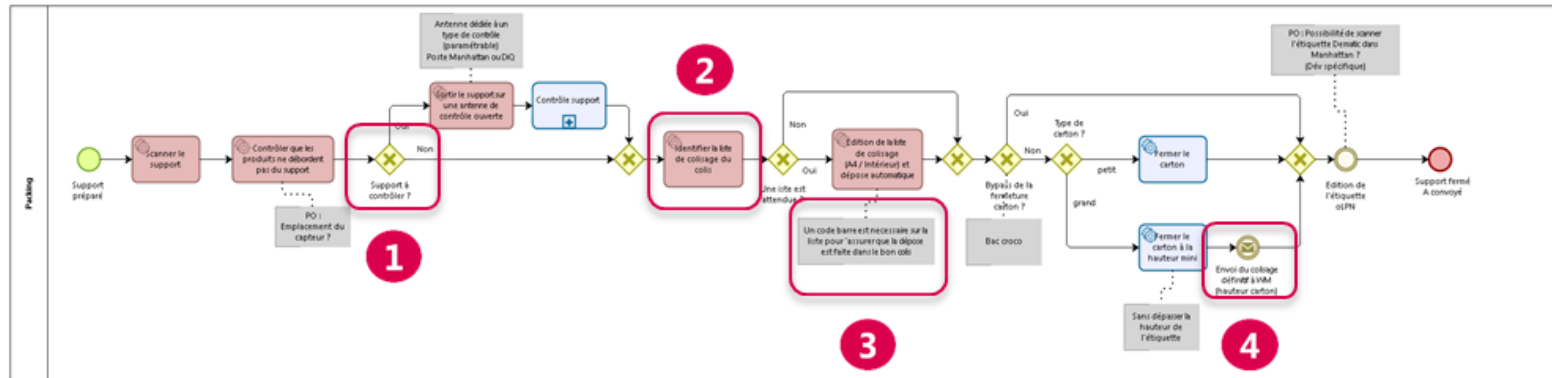 Packing
Support
préparé
Scanner le
support
Contrôler que les
produits ne débordent
pas du support
PO :
Emplacement du
capteur ?
Oui
Non
Support à
contrôler ?
1
Antenne dédiée à un
type de contrôle
(paramétrable)
Poste Manhattan ou DiQ
Sortir le support sur
une antenne de
contrôle ouverte
Contrôle support
2
Identifier la liste
de colisage du
colis
Non
Oui
Une liste est
attendue ?
Edition de la liste
de colisage
(A4 / Intérieur) et
dépose automatique
Un code barre est necessaire sur la
liste pour 'assurer que la dépose
est faite dans le bon colis
3
Oui
Non
Bypass de la
fermeture
carton ?
Bac croco
Type de
carton ?
petit
grand
Fermer le
carton
Fermer le
carton à la
hauteur mini
Sans dépasser la
hauteur de
l'étiquette
Envoi du colisage
définitif à WM
(hauteur carton)
4
PO : Possibilité de scanner
l'étiquette Dematic dans
Manhattan ?
(Dév spécifique)
Edition de
l'étiquette
oLPN
Support fermé
A convoyé